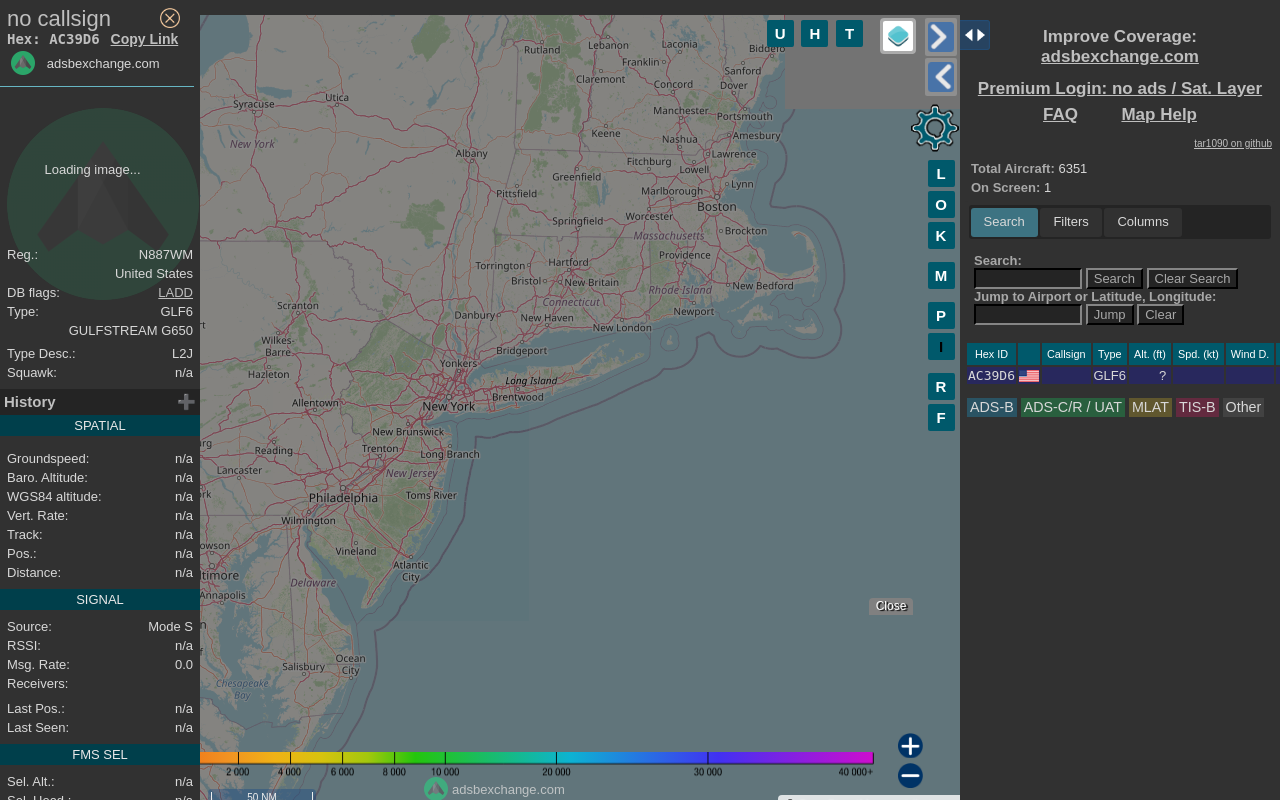 no callsign
Hex: AC39D6 Copy Link
adsbexchange.com
Loading image...
Reg.: N887WM
United States
DB flags: LADD
Type: GLF6
GULFSTREAM G650
Type Desc.: L2J
Squawk: n/a
History
SPATIAL
Groundspeed: n/a
Baro. Altitude: n/a
WGS84 altitude: n/a
Vert. Rate: n/a
Track: n/a
Pos.: n/a
Distance: n/a
SIGNAL
Source: Mode S
RSSI: n/a
Msg. Rate: 0.0
Receivers:
Last Pos.: n/a
Last Seen: n/a
FMS SEL
Sel. Alt.: n/a
Sel. Head.: n/a
U H T
L
O
K
M
P
I
R
F
Rutland
Lebanon
Laconia
Franklin
Claremont
Sanford
Concord
Dover
Utica
Syracuse
Manchester
Portsmouth
Keene
Amesbury
New York
Nashua
Albany
Lawrence
Fitchburg
Greenfield
Lowell
Lynn
Marlborough
Pittsfield
Boston
Worcester
Springfield
Brockton
Massachusetts
Providence
Hartford
Torrington
Bristol
New Britain
New Bedford
Rhode Island
Connecticut
Scranton
Newport
Danbury
New Haven
New London
Wilkes-
Barre
Bridgeport
Yonkers
Hazleton
Long Island
Brentwood
Allentown
New York
New Brunswick
Trenton
Long Branch
Reading
Lancaster
New Jersey
Philadelphia
Toms River
Wilmington
Vineland
Atlantic
City
Delaware
Annapolis
Ocean
City
Salisbury
Chesapeake
Bay
Close
2 000 4 000 6 000 8 000 10 000 20 000 30 000 40 000+
adsbexchange.com
50 NM
Improve Coverage:
adsbexchange.com
Premium Login: no ads / Sat. Layer
FAQ Map Help
tar1090 on github
Total Aircraft: 6351
On Screen: 1
Search Filters Columns
Search:
Search Clear Search
Jump to Airport or Latitude, Longitude:
Jump Clear
Hex ID Callsign Type Alt. (ft) Spd. (kt) Wind D.
AC39D6 GLF6 ?
ADS-B ADS-C/R / UAT MLAT TIS-B Other